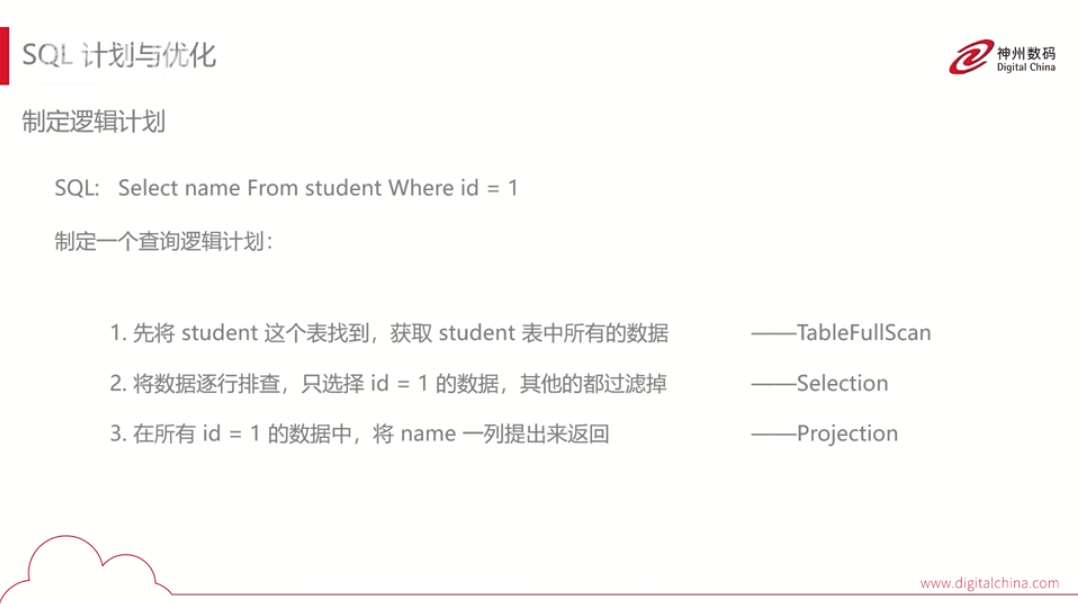 SQL 计划与优化
神州数码
Digital China
制定逻辑计划
SQL: Select name From student Where id = 1
制定一个查询逻辑计划：
1. 先将 student 这个表找到，获取 student 表中所有的数据 ——TableFullScan
2. 将数据逐行排查，只选择 id = 1 的数据，其他的都过滤掉 ——Selection
3. 在所有 id = 1 的数据中，将 name 一列提出来返回 ——Projection
www.digitalchina.com